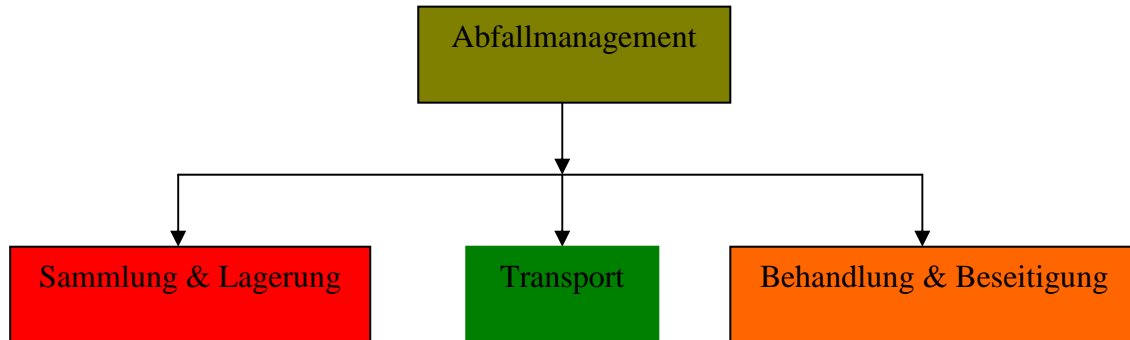 Abfallmanagement
Sammlung & Lagerung
Transport
Behandlung & Beseitigung